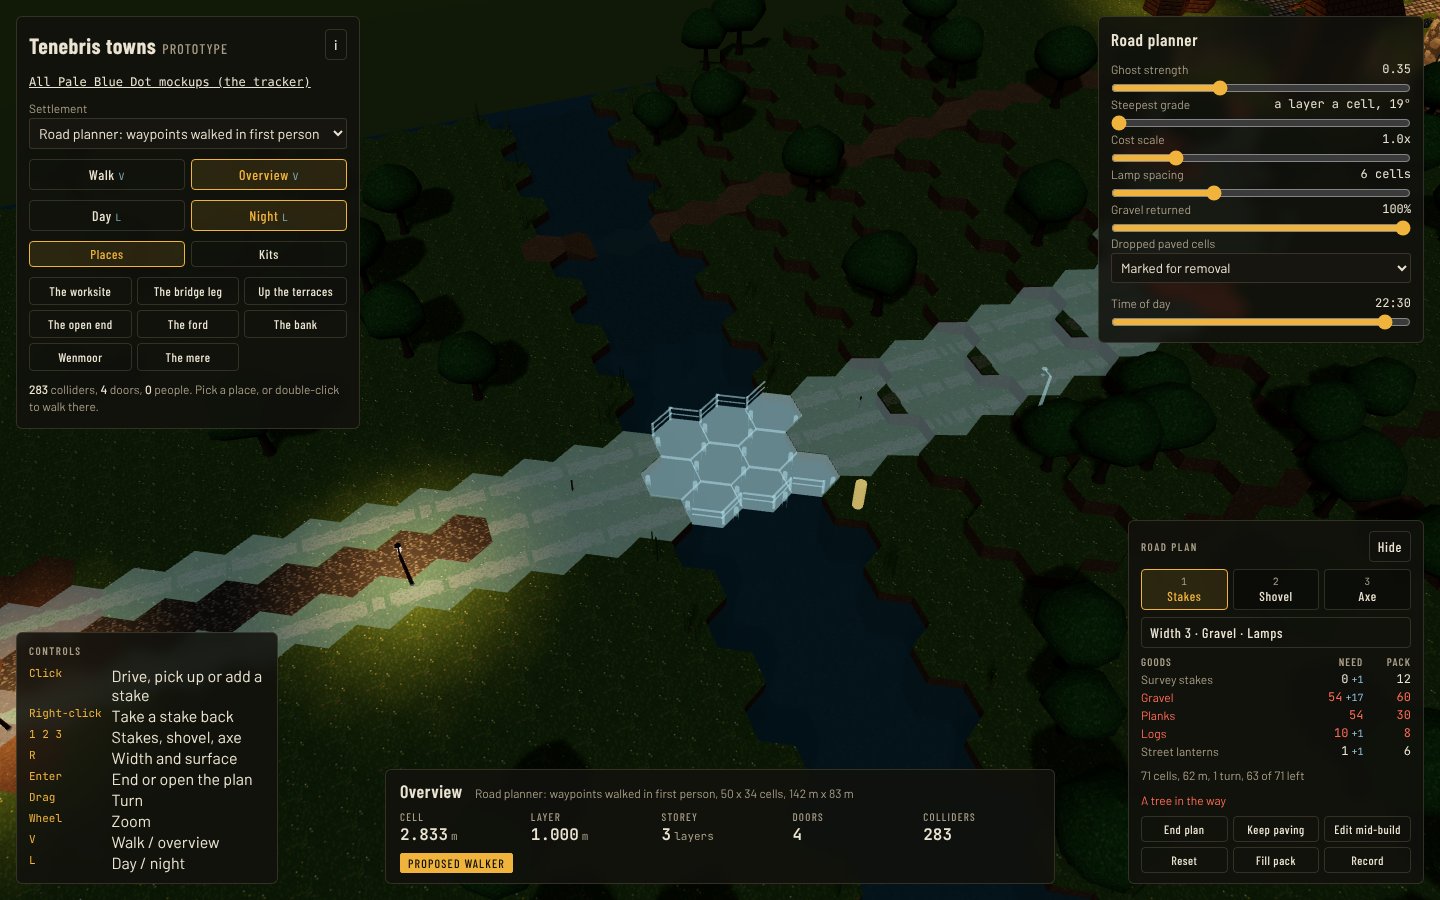 Tenebris towns PROTOTYPE
i
All Pale Blue Dot mockups (the tracker)
Settlement
Road planner: waypoints walked in first person
Walk V
Overview V
Day L
Night L
Places
Kits
The worksite
The bridge leg
Up the terraces
The open end
The ford
The bank
Wenmoor
The mere
283 colliders, 4 doors, 0 people. Pick a place, or double-click
to walk there.
Road planner
Ghost strength 0.35
Steepest grade a layer a cell, 19°
Cost scale 1.0x
Lamp spacing 6 cells
Gravel returned 100%
Dropped paved cells
Marked for removal
Time of day 22:30
CONTROLS
Click Drive, pick up or add a
stake
Right-click Take a stake back
1 2 3 Stakes, shovel, axe
R Width and surface
Enter End or open the plan
Drag Turn
Wheel Zoom
V Walk / overview
L Day / night
Overview Road planner: waypoints walked in first person, 50 x 34 cells, 142 m x 83 m
CELL LAYER STOREY DOORS COLLIDERS
2.833 m 1.000 m 3 layers 4 283
PROPOSED WALKER
ROAD PLAN
Hide
1 2 3
Stakes Shovel Axe
Width 3 · Gravel · Lamps
GOODS NEED PACK
Survey stakes 0 +1 12
Gravel 54 +17 60
Planks 54 30
Logs 10 +1 8
Street lanterns 1 +1 6
71 cells, 62 m, 1 turn, 63 of 71 left
A tree in the way
End plan
Keep paving
Edit mid-build
Reset
Fill pack
Record